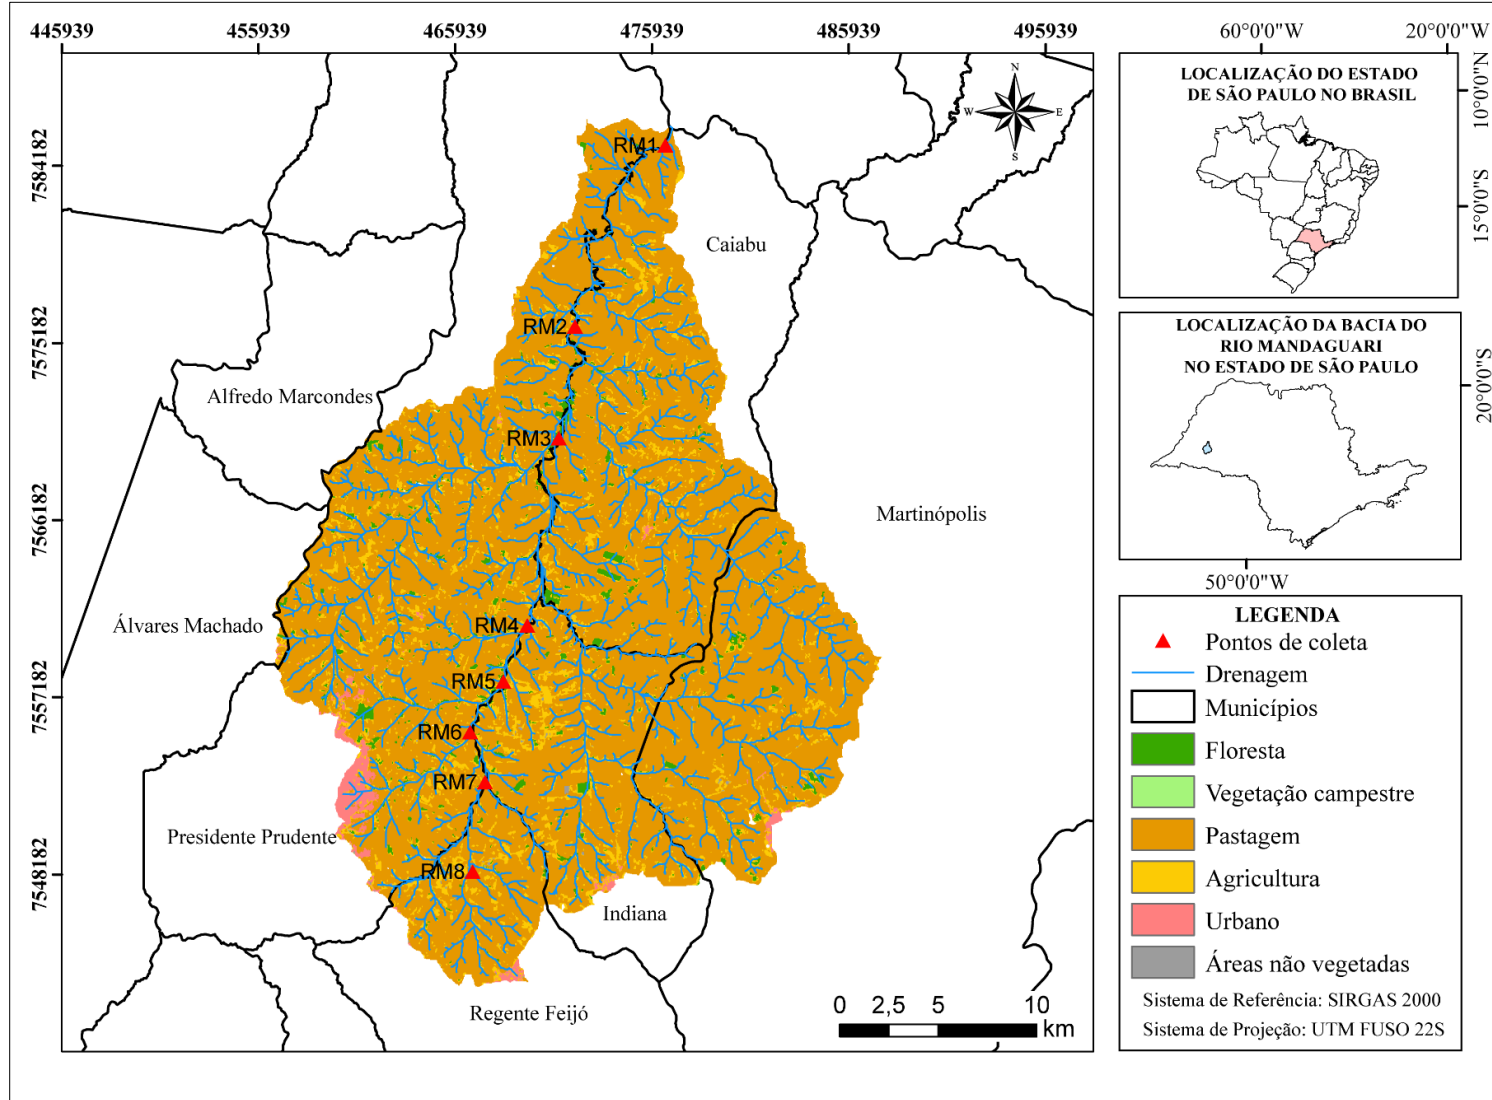 445939 455939 465939 475939 485939 495939
7584182
7575182
7566182
7557182
7548182
N
W E
S
RM1
Caiabu
RM2
Alfredo Marcondes
RM3
Martinópolis
Álvares Machado
RM4
RM5
RM6
RM7
Presidente Prudente
RM8
Indiana
Regente Feijó
0 2,5 5 10
km
60°0'0"W 20°0'0"W
LOCALIZAÇÃO DO ESTADO
DE SÃO PAULO NO BRASIL
10°0'0"N
15°0'0"S
LOCALIZAÇÃO DA BACIA DO
RIO MANDAGUARI
NO ESTADO DE SÃO PAULO
20°0'0"S
50°0'0"W
LEGENDA
Pontos de coleta
Drenagem
Municípios
Floresta
Vegetação campestre
Pastagem
Agricultura
Urbano
Áreas não vegetadas
Sistema de Referência: SIRGAS 2000
Sistema de Projeção: UTM FUSO 22S